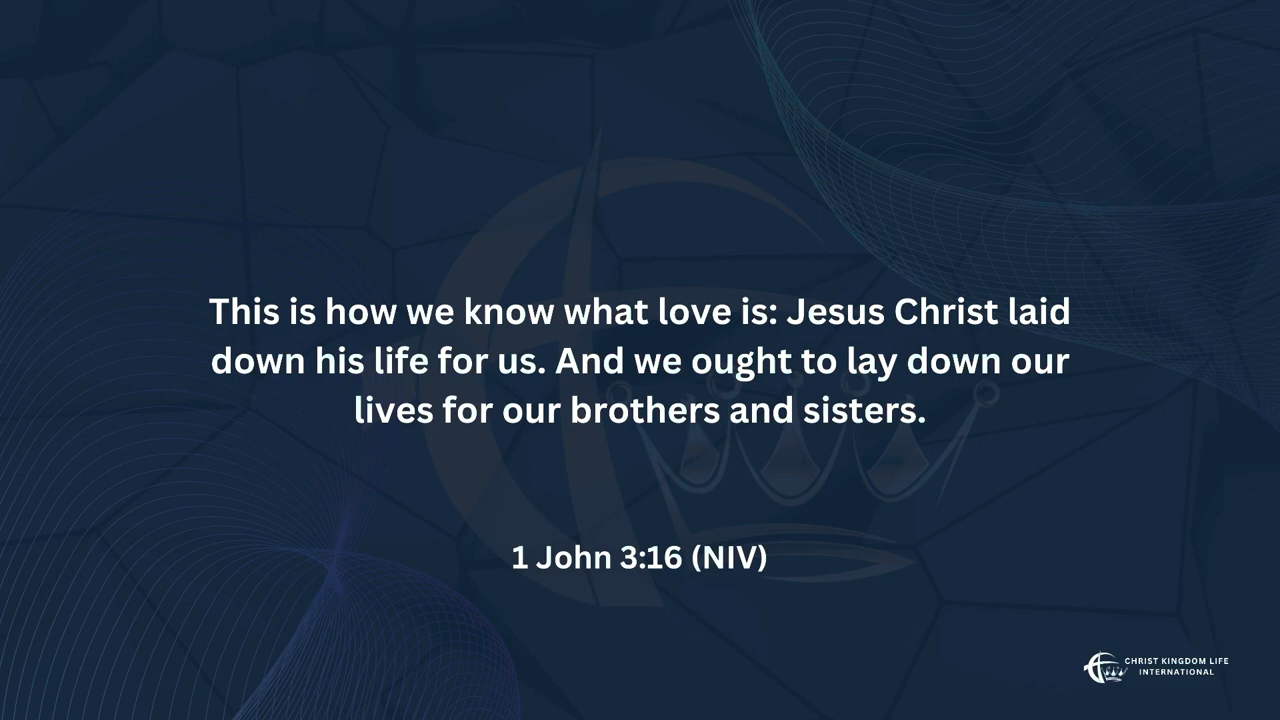 This is how we know what love is: Jesus Christ laid
down his life for us. And we ought to lay down our
lives for our brothers and sisters.
1 John 3:16 (NIV)
CHRIST KINGDOM LIFE
INTERNATIONAL